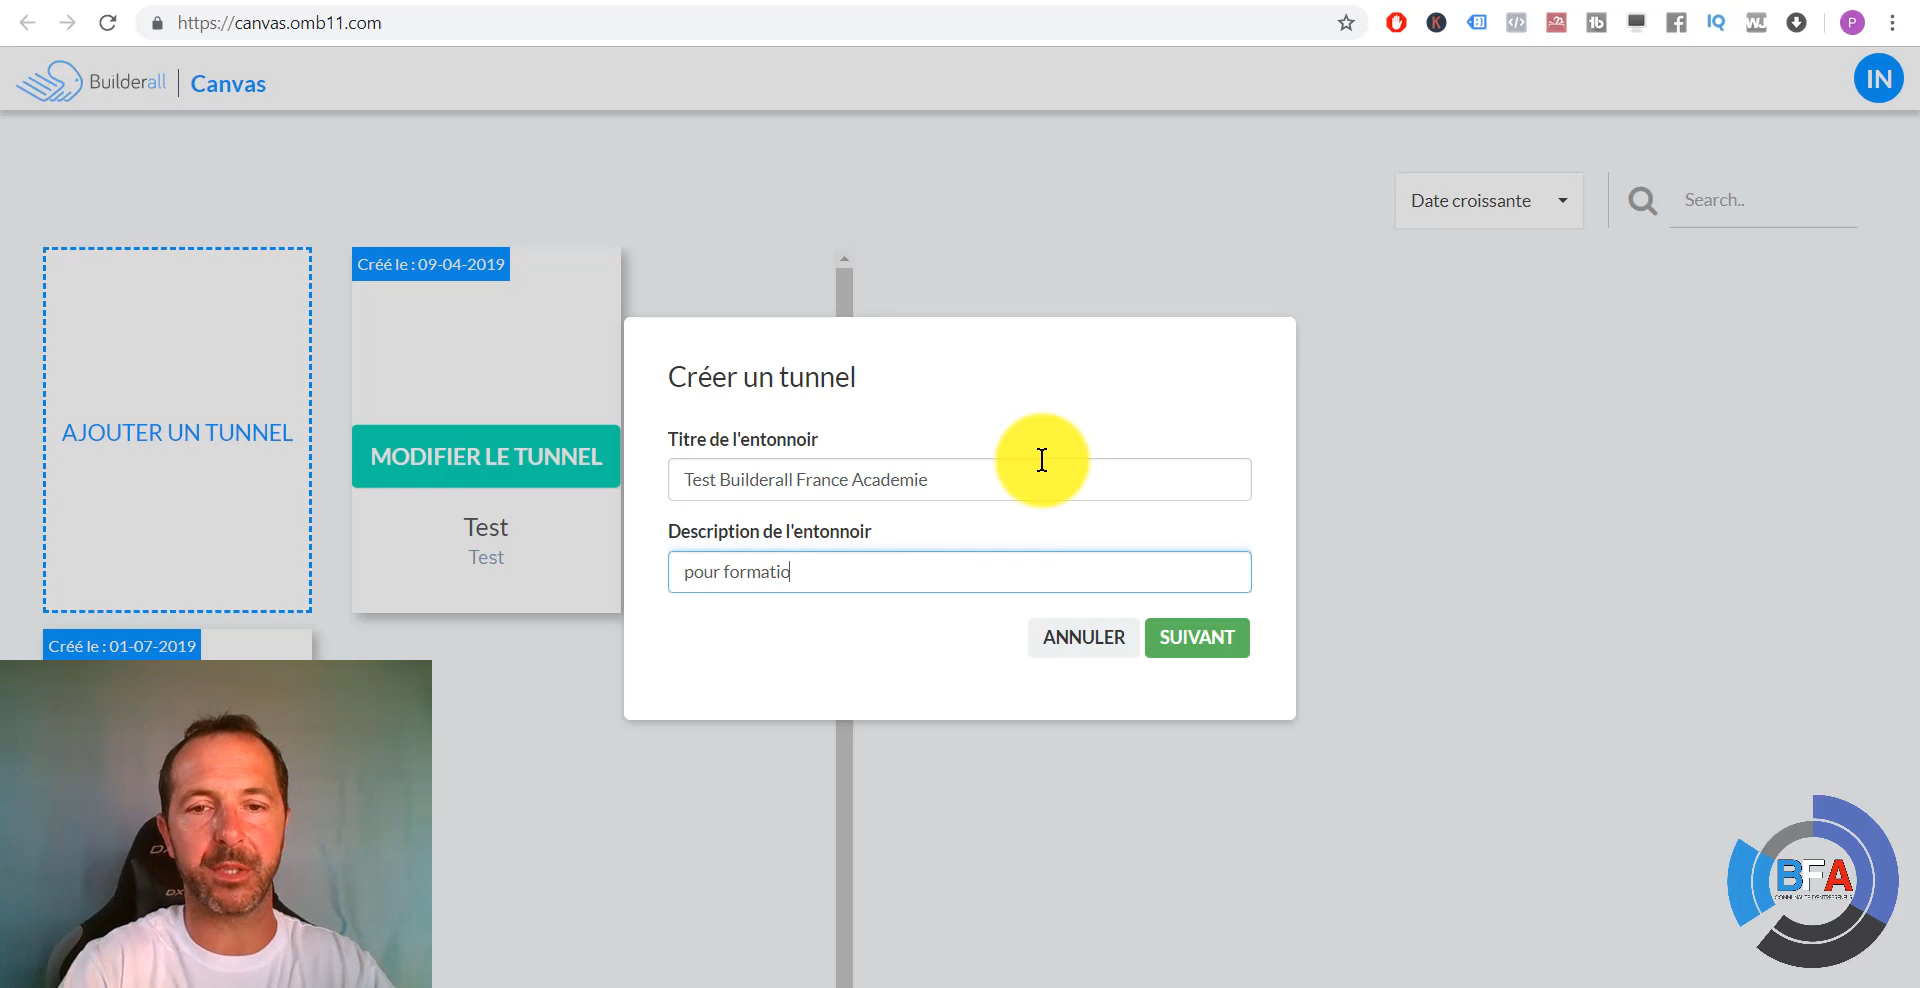 https://canvas.omb11.com
P
Builderall | Canvas
IN
Date croissante
Search..
AJOUTER UN TUNNEL
Créé le : 09-04-2019
MODIFIER LE TUNNEL
Test
Test
Créé le : 01-07-2019
Créer un tunnel
Titre de l'entonnoir
Test Builderall France Academie
Description de l'entonnoir
pour formatio
ANNULER
SUIVANT
BFA